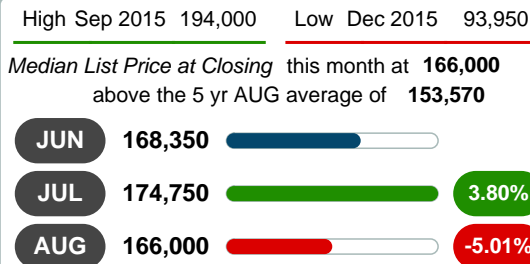 High Sep 2015 194,000 Low Dec 2015 93,950
Median List Price at Closing this month at 166,000
above the 5 yr AUG average of 153,570
JUN 168,350
JUL 174,750 3.80%
AUG 166,000 -5.01%